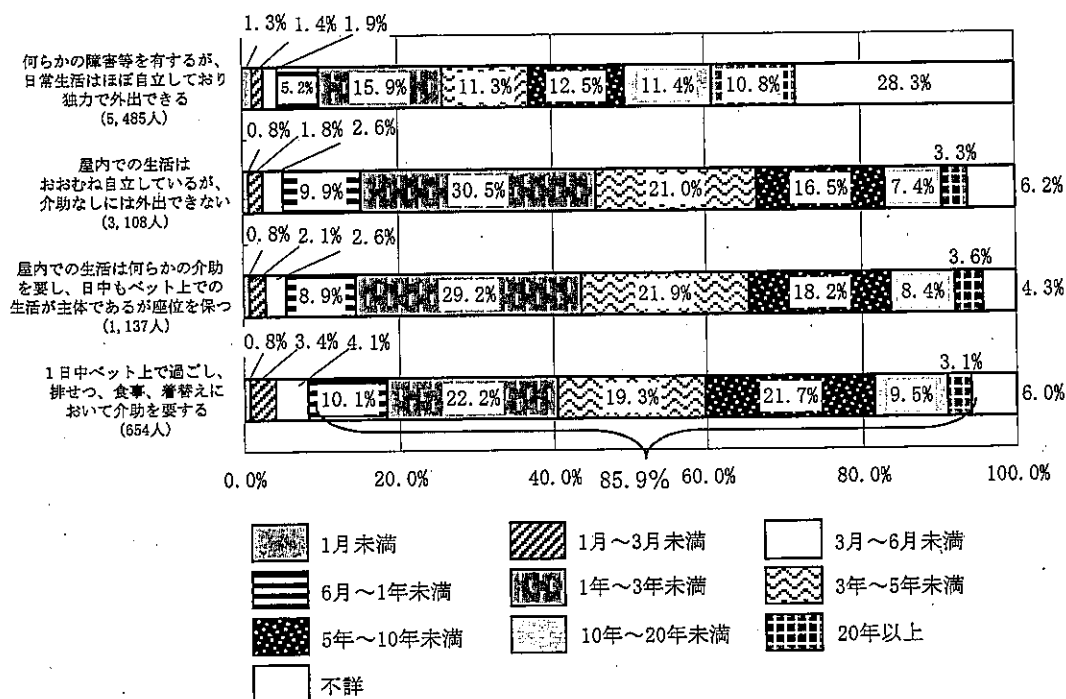 1.3%
1.4%
1.9%
何らかの障害等を有するが、
日常生活はほぼ自立しており
独力で外出できる
(5,485人)
5.2%
15.9%
11.3%
12.5%
11.4%
10.8%
28.3%
0.8%
1.8%
2.6%
3.3%
屋内での生活は
おおむね自立しているが、
介助なしには外出できない
(3,108人)
9.9%
30.5%
21.0%
16.5%
7.4%
6.2%
0.8%
2.1%
2.6%
3.6%
屋内での生活は何らかの介助
を要し、日中もベット上での
生活が主体であるが座位を保つ
(1,137人)
8.9%
29.2%
21.9%
18.2%
8.4%
4.3%
0.8%
3.4%
4.1%
3.1%
1日中ベット上で過ごし、
排せつ、食事、着替えに
おいて介助を要する
(654人)
10.1%
22.2%
19.3%
21.7%
9.5%
6.0%
0.0%
20.0%
40.0%
85.9%
60.0%
80.0%
100.0%
1月未満
1月～3月未満
3月～6月未満
6月～1年未満
1年～3年未満
3年～5年未満
5年～10年未満
10年～20年未満
20年以上
不詳